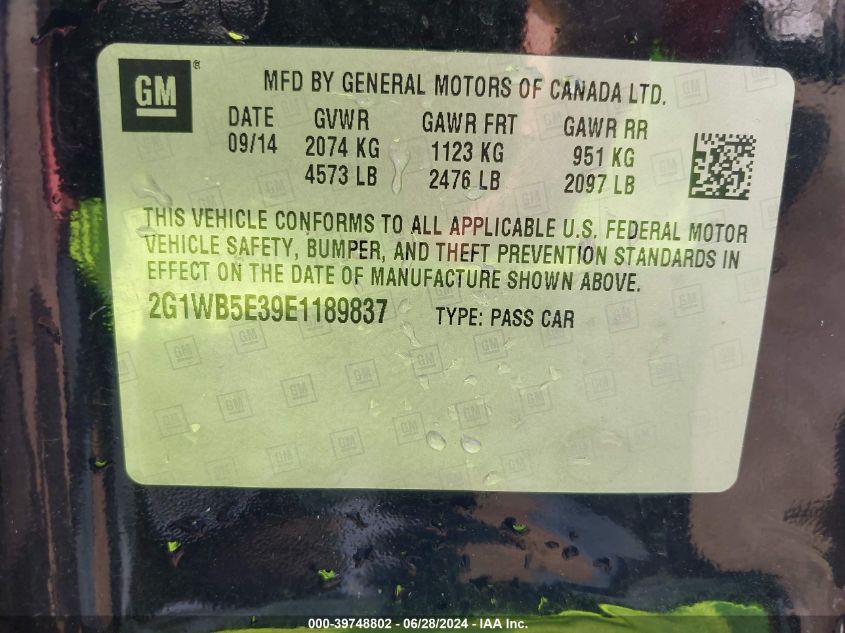 GM ®
MFD BY GENERAL MOTORS OF CANADA LTD.
DATE GVWR GAWR FRT GAWR RR
09/14 2074 KG 1123 KG 951 KG
4573 LB 2476 LB 2097 LB
THIS VEHICLE CONFORMS TO ALL APPLICABLE U.S. FEDERAL MOTOR
VEHICLE SAFETY, BUMPER, AND THEFT PREVENTION STANDARDS IN
EFFECT ON THE DATE OF MANUFACTURE SHOWN ABOVE.
2G1WB5E39E1189837 TYPE: PASS CAR
000-39748802 - 06/28/2024 - IAA Inc.